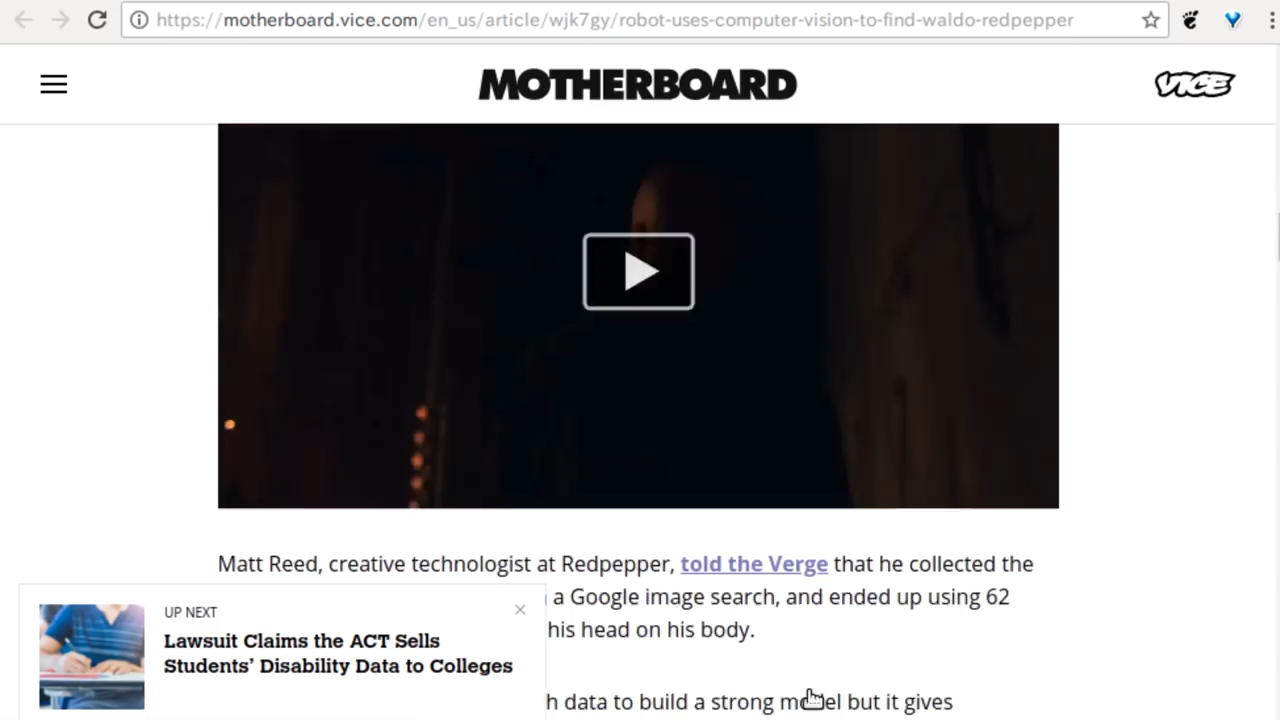 https://motherboard.vice.com/en_us/article/wjk7gy/robot-uses-computer-vision-to-find-waldo-redpepper
MOTHERBOARD
VICE
Matt Reed, creative technologist at Redpepper, told the Verge that he collected the
a Google image search, and ended up using 62
his head on his body.
UP NEXT
Lawsuit Claims the ACT Sells
Students’ Disability Data to Colleges
data to build a strong model but it gives